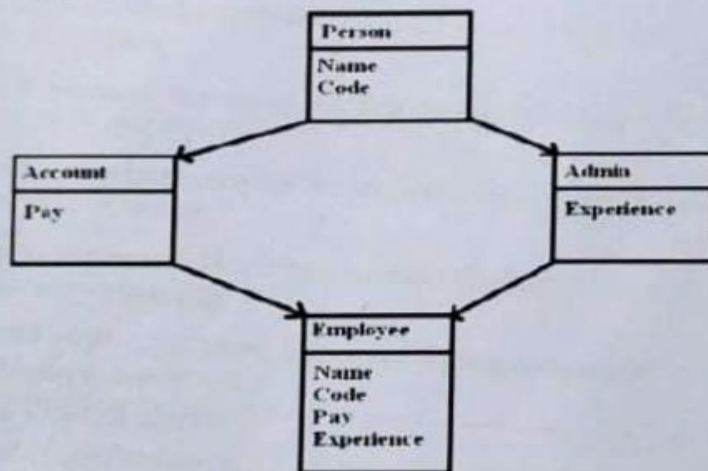 Person
Name
Code
Account
Pay
Admin
Experience
Employee
Name
Code
Pay
Experience